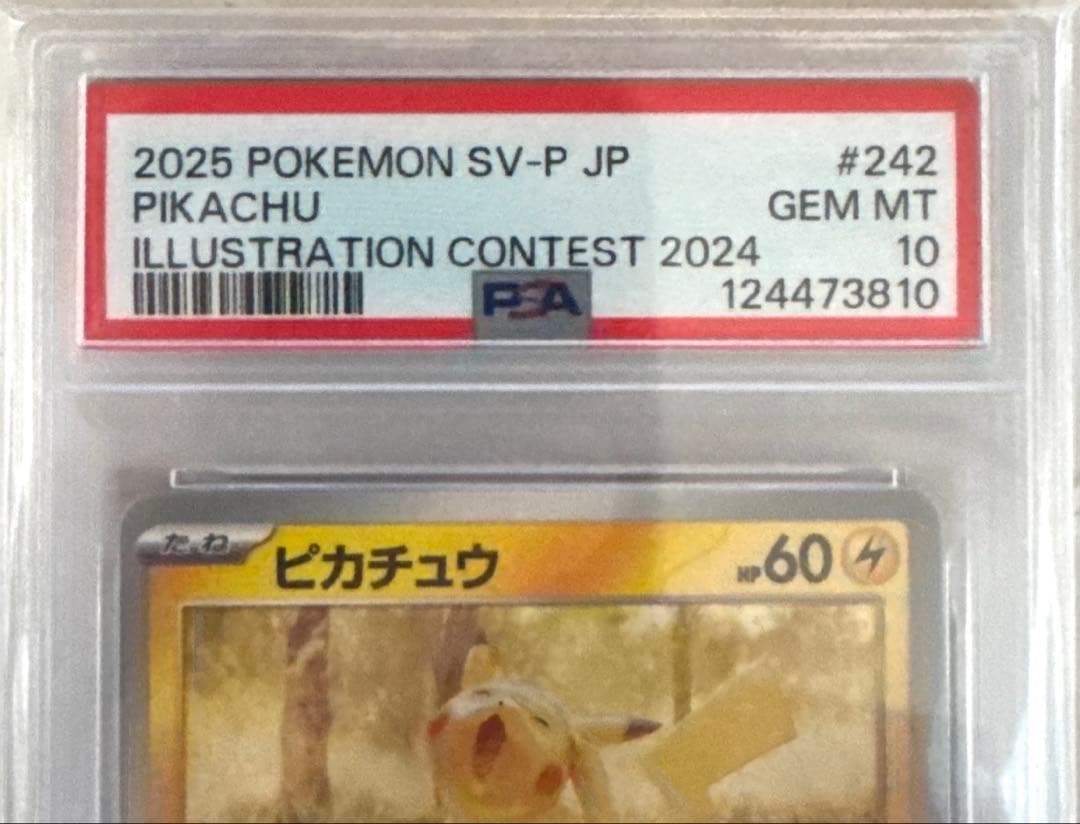 2025 POKEMON SV-P JP #242
PIKACHU GEM MT
ILLUSTRATION CONTEST 2024 10
PSA 124473810
たね ピカチュウ HP60